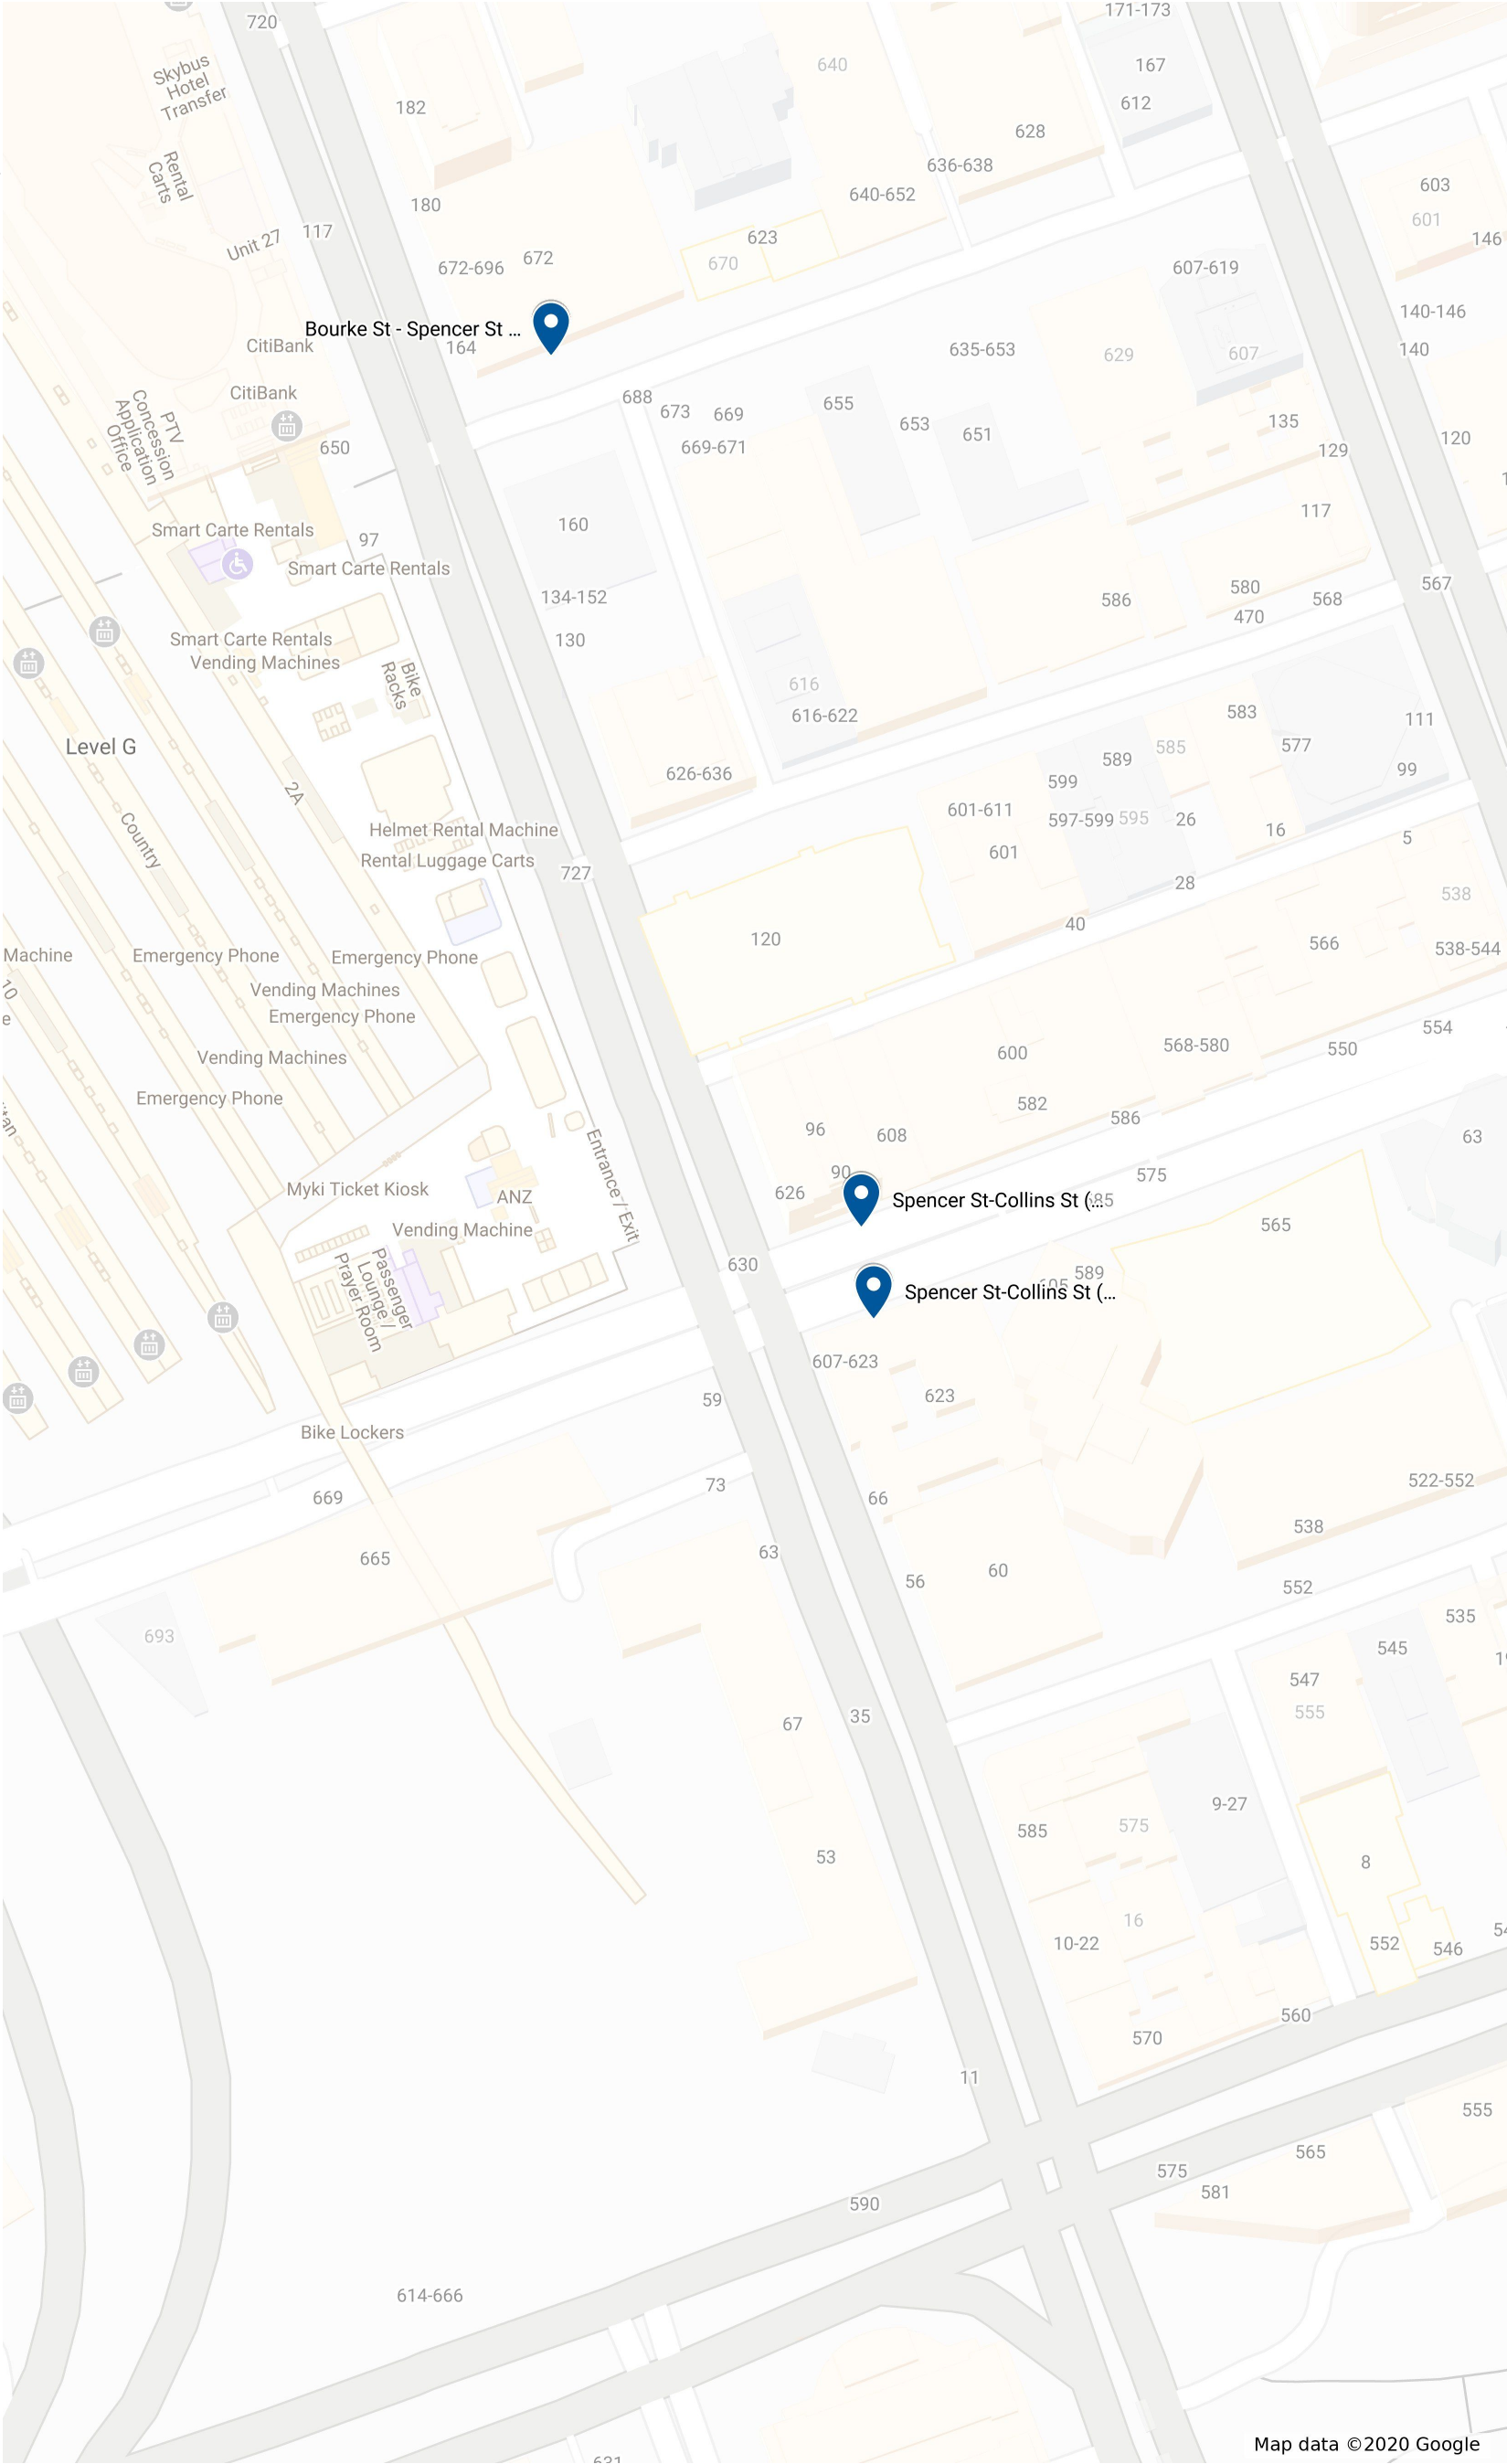 720
171-173
Skybus
Hotel
Transfer
640
167
182
612
628
636-638
Rental
Carts
603
640-652
180
601
117
Unit 27
623
146
672
670
672-696
607-619
140-146
Bourke St - Spencer St ...
CitiBank
164
635-653
629
607
140
CitiBank
688
673
669
655
PTV
Concession
Application
Office
653
135
651
120
650
669-671
129
117
160
Smart Carte Rentals
97
Smart Carte Rentals
567
580
134-152
586
568
470
Smart Carte Rentals
130
Vending Machines
Bike
Racks
616
583
616-622
111
Level G
585
577
589
99
626-636
599
2A
601-611
597-599
595
26
Helmet Rental Machine
16
Country
5
601
Rental Luggage Carts
727
28
538
40
120
566
538-544
Machine
Emergency Phone
Emergency Phone
10
Vending Machines
e
Emergency Phone
554
568-580
550
Vending Machines
600
Emergency Phone
582
586
96
608
63
Entrance / Exit
90
575
Myki Ticket Kiosk
626
ANZ
Spencer St-Collins St (...
565
Vending Machine
630
589
Spencer St-Collins St (...
Passenger
Lounge /
Prayer Room
607-623
59
623
Bike Lockers
73
522-552
669
66
538
63
665
60
56
552
535
693
545
547
555
35
67
9-27
575
585
53
8
16
10-22
552
546
560
570
11
555
565
575
581
590
614-666
Map data ©2020 Google